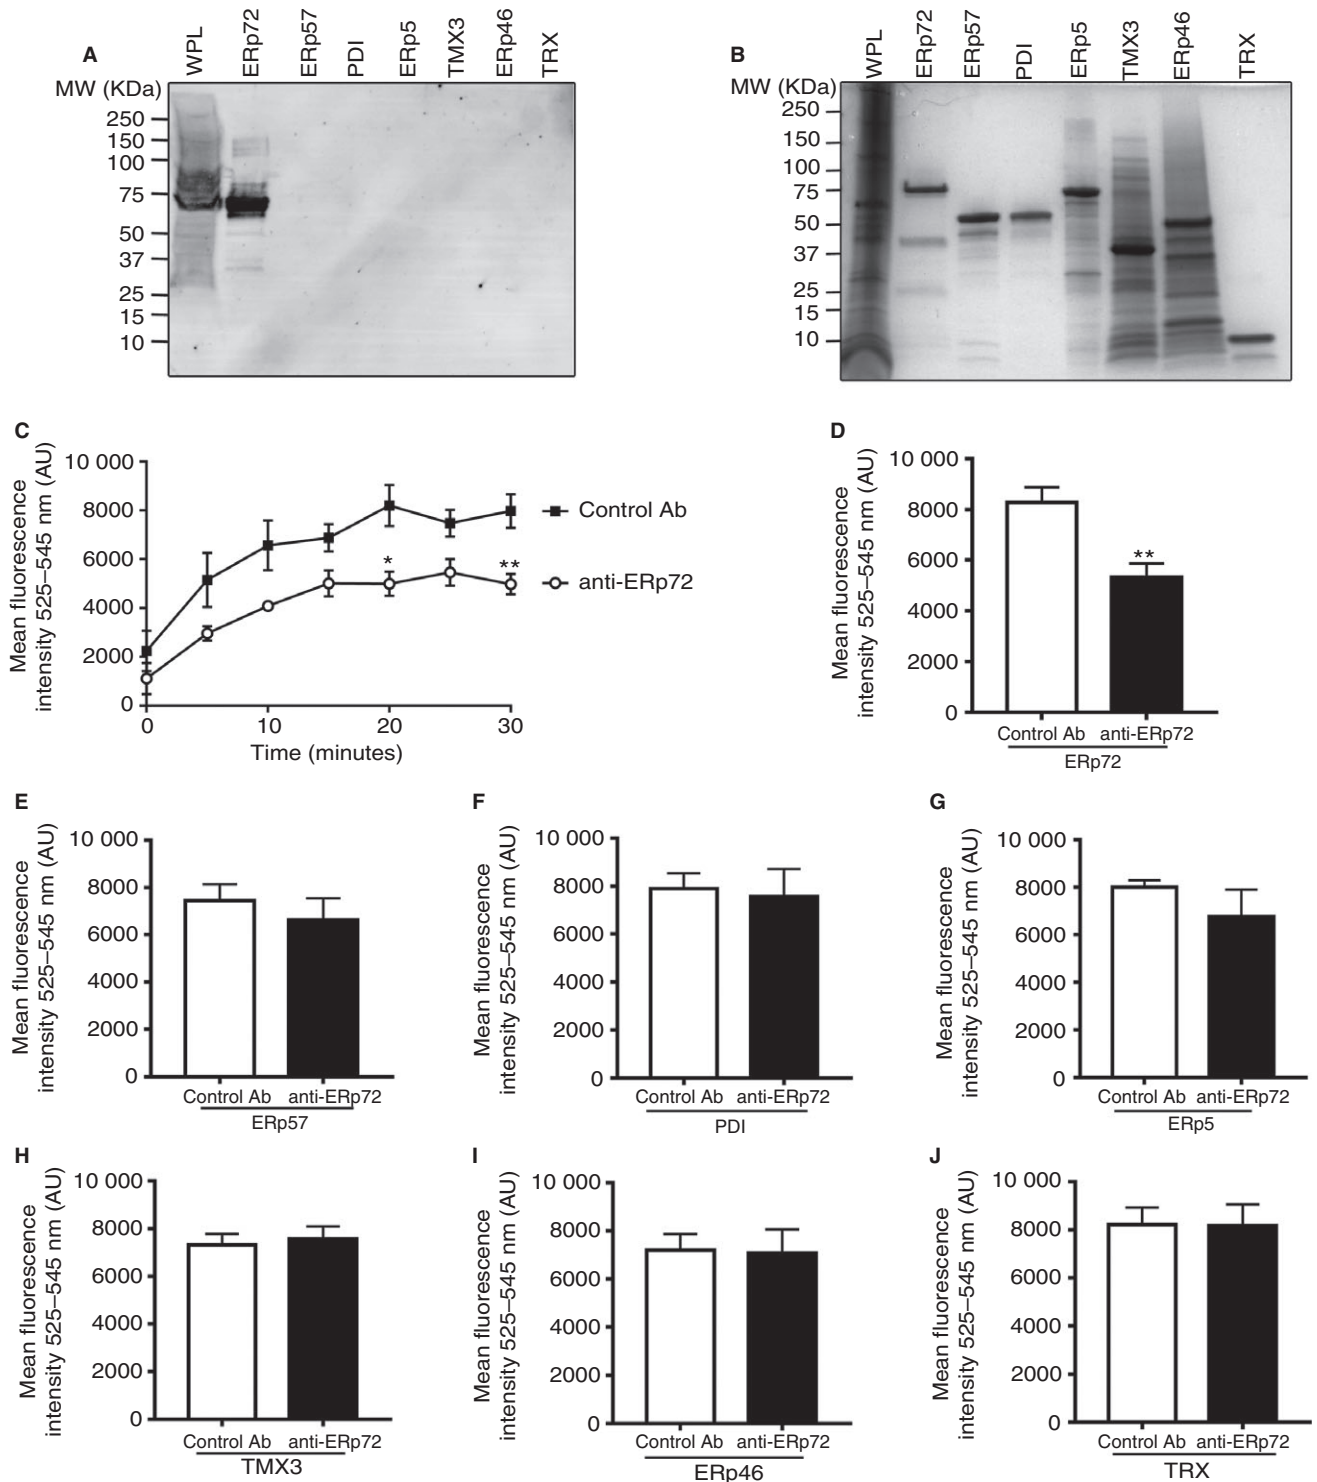 A
WPL
ERp72
ERp57
PDI
ERp5
TMX3
ERp46
TRX
MW (KDa)
250
150
100
75
50
37
25
15
10
B
WPL
ERp72
ERp57
PDI
ERp5
TMX3
ERp46
TRX
MW (KDa)
250
150
100
75
50
37
25
15
10
C
Mean fluorescence
intensity 525–545 nm (AU)
10 000
8000
6000
4000
2000
0
* **
Control Ab
anti-ERp72
0 10 20 30
Time (minutes)
D
Mean fluorescence
intensity 525–545 nm (AU)
10 000
8000
6000
4000
2000
0
**
Control Ab anti-ERp72
ERp72
E
Mean fluorescence
intensity 525–545 nm (AU)
10 000
8000
6000
4000
2000
0
Control Ab anti-ERp72
ERp57
F
Mean fluorescence
intensity 525–545 nm (AU)
10 000
8000
6000
4000
2000
0
Control Ab anti-ERp72
PDI
G
Mean fluorescence
intensity 525–545 nm (AU)
10 000
8000
6000
4000
2000
0
Control Ab anti-ERp72
ERp5
H
Mean fluorescence
intensity 525–545 nm (AU)
10 000
8000
6000
4000
2000
0
Control Ab anti-ERp72
TMX3
I
Mean fluorescence
intensity 525–545 nm (AU)
10 000
8000
6000
4000
2000
0
Control Ab anti-ERp72
ERp46
J
Mean fluorescence
intensity 525–545 nm (AU)
10 000
8000
6000
4000
2000
0
Control Ab anti-ERp72
TRX